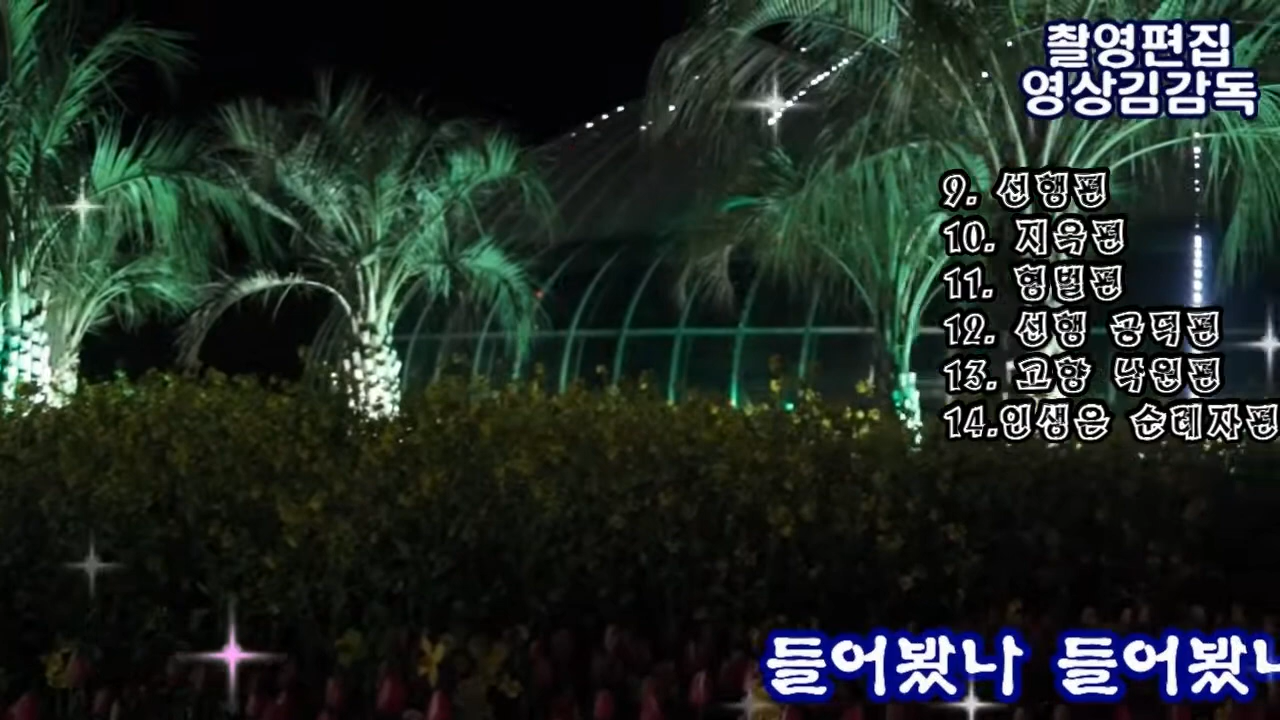 촬영편집
영상김감독
9. 선행편
10. 지옥편
11. 형벌편
12. 선행 공덕편
13. 고향 낙원편
14.인생은 순례자편
들어봤나 들어봤나